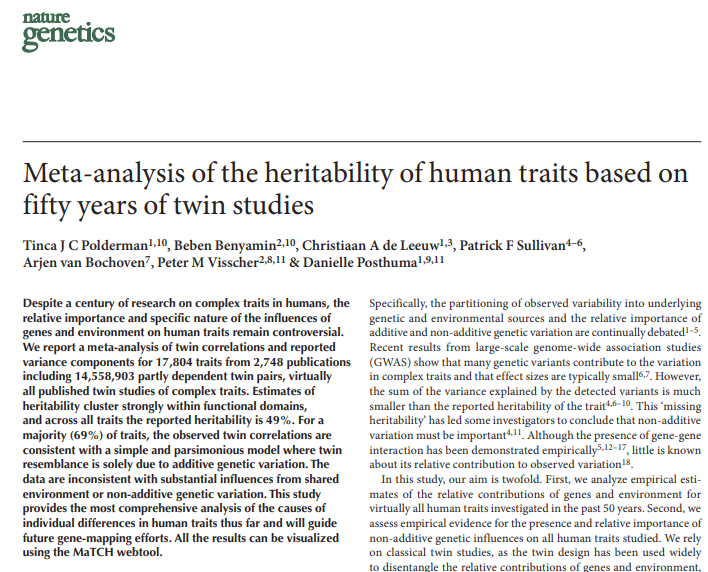 nature
genetics
Meta-analysis of the heritability of human traits based on
fifty years of twin studies
Tinca J C Polderman1,10, Beben Benyamin2,10, Christiaan A de Leeuw1,3, Patrick F Sullivan4–6,
Arjen van Bochoven7, Peter M Visscher2,8,11 & Danielle Posthuma1,9,11
Despite a century of research on complex traits in humans, the
relative importance and specific nature of the influences of
genes and environment on human traits remain controversial.
We report a meta-analysis of twin correlations and reported
variance components for 17,804 traits from 2,748 publications
including 14,558,903 partly dependent twin pairs, virtually
all published twin studies of complex traits. Estimates of
heritability cluster strongly within functional domains,
and across all traits the reported heritability is 49%. For a
majority (69%) of traits, the observed twin correlations are
consistent with a simple and parsimonious model where twin
resemblance is solely due to additive genetic variation. The
data are inconsistent with substantial influences from shared
environment or non-additive genetic variation. This study
provides the most comprehensive analysis of the causes of
individual differences in human traits thus far and will guide
future gene-mapping efforts. All the results can be visualized
using the MaTCH webtool.
Specifically, the partitioning of observed variability into underlying
genetic and environmental sources and the relative importance of
additive and non-additive genetic variation are continually debated1–5.
Recent results from large-scale genome-wide association studies
(GWAS) show that many genetic variants contribute to the variation
in complex traits and that effect sizes are typically small6,7. However,
the sum of the variance explained by the detected variants is much
smaller than the reported heritability of the trait4,6–10. This ‘missing
heritability’ has led some investigators to conclude that non-additive
variation must be important4,11. Although the presence of gene-gene
interaction has been demonstrated empirically5,12–17, little is known
about its relative contribution to observed variation18.
In this study, our aim is twofold. First, we analyze empirical esti-
mates of the relative contributions of genes and environment for
virtually all human traits investigated in the past 50 years. Second, we
assess empirical evidence for the presence and relative importance of
non-additive genetic influences on all human traits studied. We rely
on classical twin studies, as the twin design has been used widely
to disentangle the relative contributions of genes and environment,